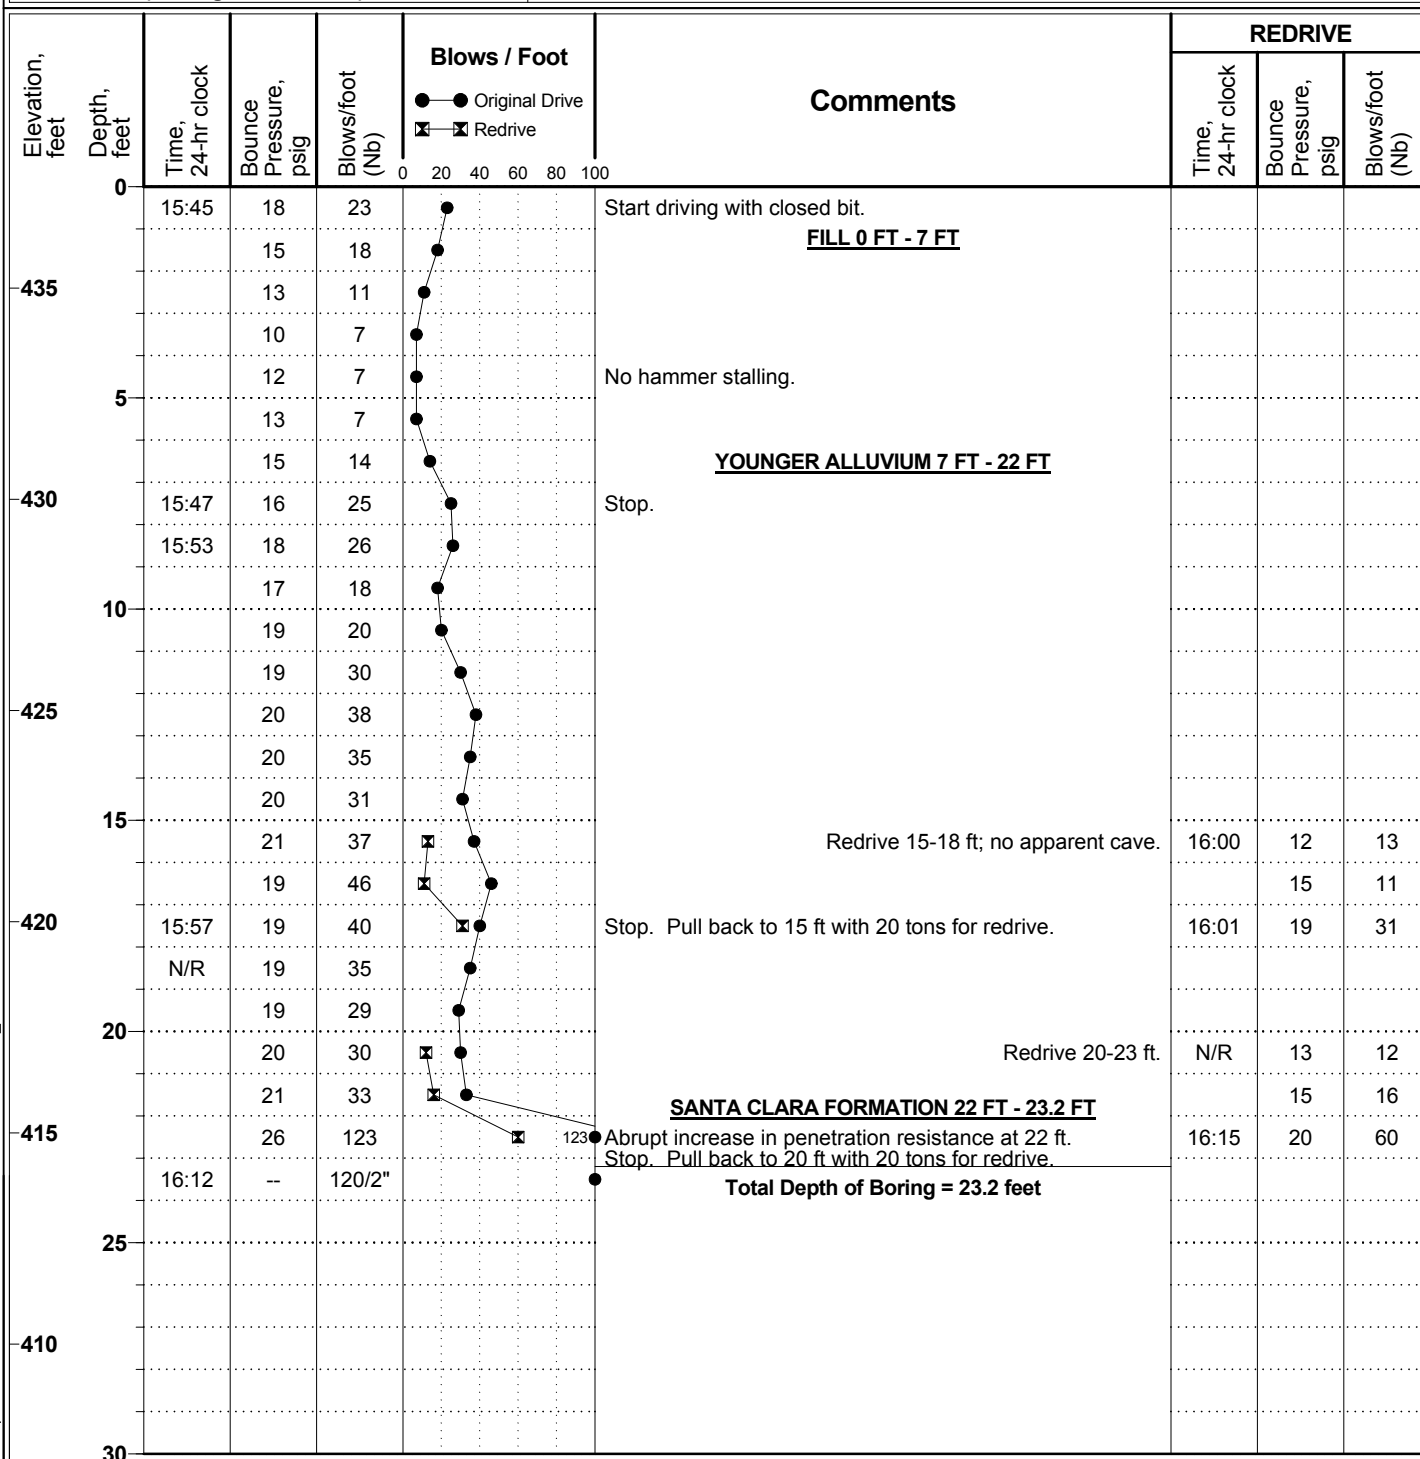 REDRIVE
Elevation, feet
Depth, feet
Time, 24-hr clock
Bounce Pressure, psig
Blows/foot (Nb)
Blows / Foot
Original Drive
Redrive
0 20 40 60 80 100
Comments
Time, 24-hr clock
Bounce Pressure, psig
Blows/foot (Nb)
0
15:45 18 23 Start driving with closed bit.
FILL 0 FT - 7 FT
15 18
435
13 11
10 7
12 7 No hammer stalling.
5
13 7
15 14 YOUNGER ALLUVIUM 7 FT - 22 FT
430
15:47 16 25 Stop.
15:53 18 26
17 18
10
19 20
19 30
425
20 38
20 35
20 31
15
21 37 Redrive 15-18 ft; no apparent cave. 16:00 12 13
19 46 15 11
420
15:57 19 40 Stop. Pull back to 15 ft with 20 tons for redrive. 16:01 19 31
N/R 19 35
19 29
20
20 30 Redrive 20-23 ft. N/R 13 12
21 33 15 16
SANTA CLARA FORMATION 22 FT - 23.2 FT
415
26 123 123 Abrupt increase in penetration resistance at 22 ft. 16:15 20 60
Stop. Pull back to 20 ft with 20 tons for redrive.
16:12 -- 120/2"
Total Depth of Boring = 23.2 feet
25
410
30